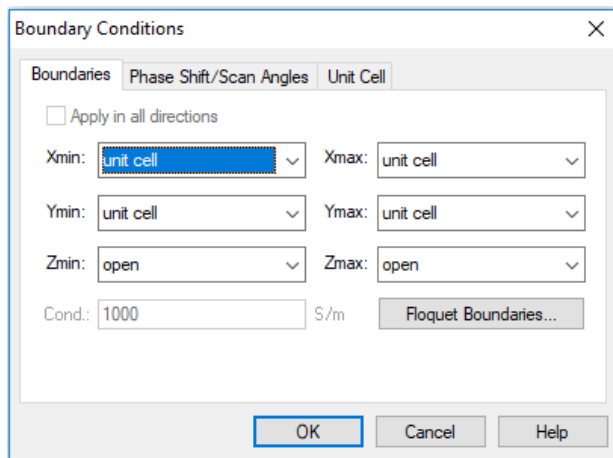 Boundary Conditions
Boundaries Phase Shift/Scan Angles Unit Cell
Apply in all directions
Xmin: unit cell Xmax: unit cell
Ymin: unit cell Ymax: unit cell
Zmin: open Zmax: open
Cond.: 1000 S/m Floquet Boundaries...
OK Cancel Help